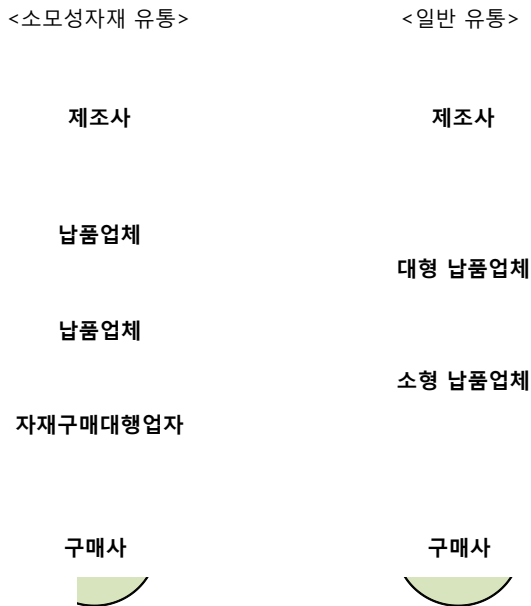 <소모성자재 유통>
<일반 유통>
제조사
제조사
납품업체
대형 납품업체
납품업체
소형 납품업체
자재구매대행업자
구매사
구매사